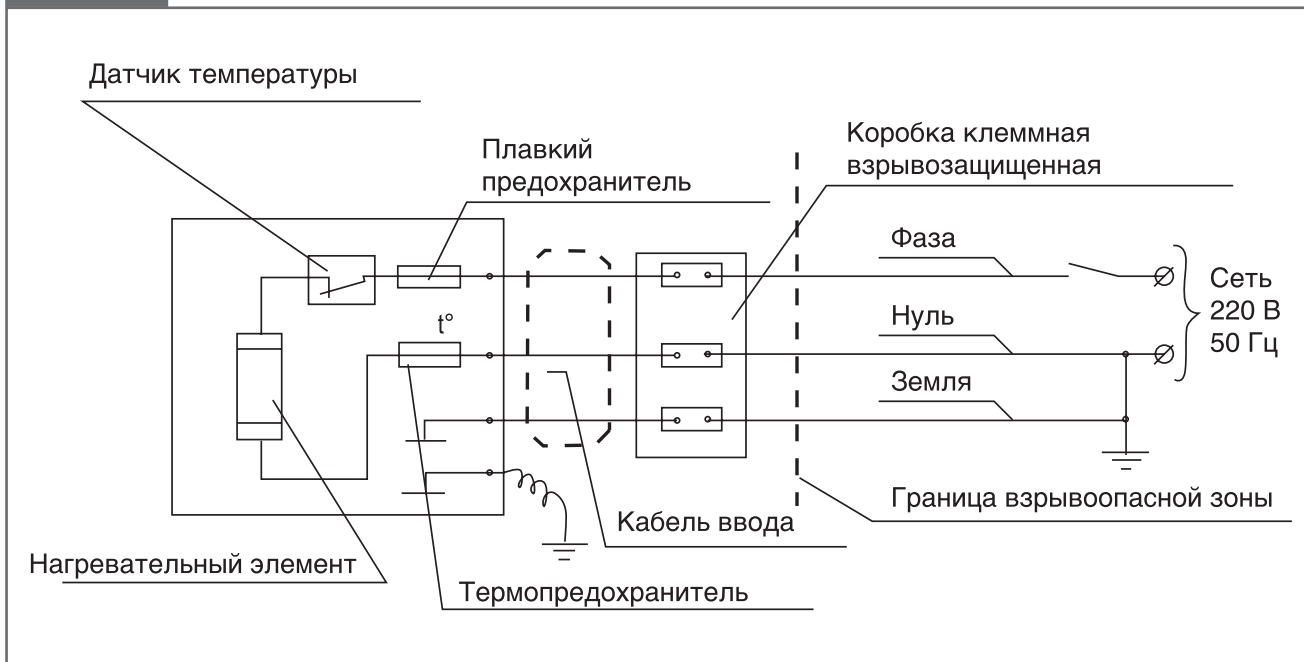 Датчик температуры
Плавкий
предохранитель
Коробка клеммная
взрывозащищенная
Фаза
Сеть
220 В
50 Гц
Нуль
t°
Земля
Граница взрывоопасной зоны
Кабель ввода
Нагревательный элемент
Термопредохранитель